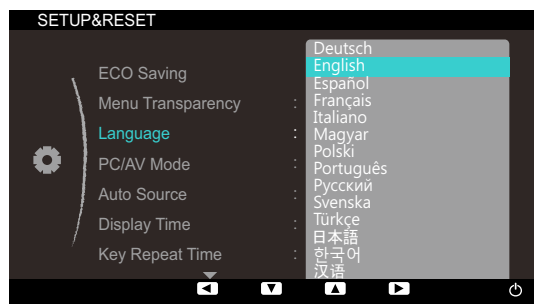 SETUP&RESET
ECO Saving
Menu Transparency :
Language :
PC/AV Mode :
Auto Source :
Display Time :
Key Repeat Time :
Deutsch
English
Español
Français
Italiano
Magyar
Polski
Português
Русский
Svenska
Türkçe
日本語
한국어
汉语